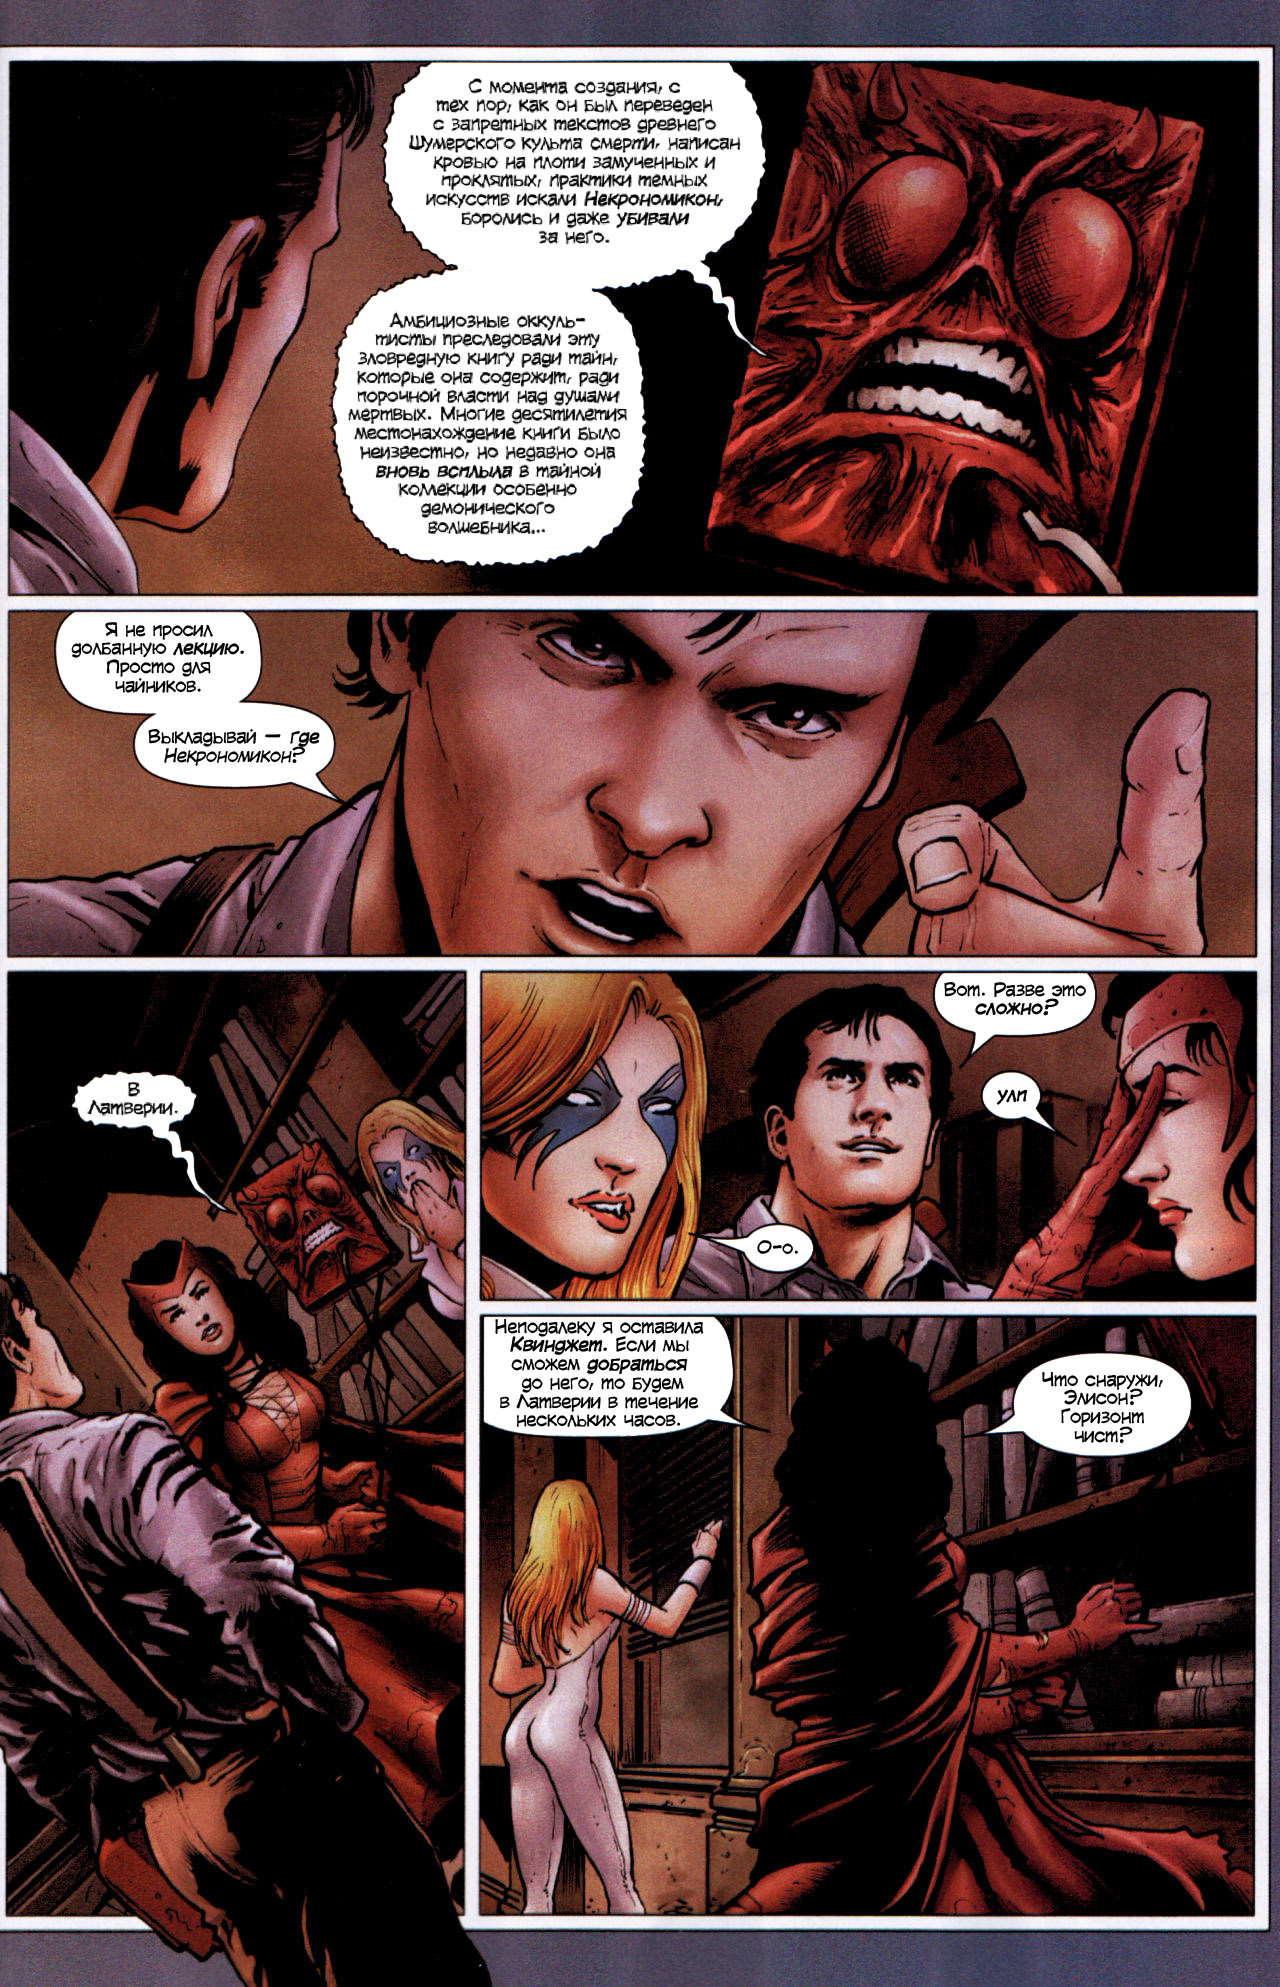 С момента создания, с
тех пор, как он был переведен
с запретных текстов древнего
Шумерского культа смерти, написан
кровью на плоти замученных и
проклятых, практики темных
искусств искали Некрономикон,
боролись и даже убивали
за него.
Амбициозные оккуль-
тисты преследовали эту
зловредную книгу ради тайн,
которые она содержит, ради
порочной власти над душами
мертвых. Многие десятилетия
местонахождение книги было
неизвестно, но недавно она
вновь всплыла в тайной
коллекции особенно
демонического
волшебника...
Я не просил
долбанную лекцию.
Просто для
чайников.
Выкладывай – где
Некрономикон?
В
Латверии.
Вот. Разве это
сложно?
улп
О-о.
Неподалеку я оставила
Квинджет. Если мы
сможем добраться
до него, то будем
в Латверии в течение
нескольких часов.
Что снаружи,
Элисон?
Горизонт
чист?